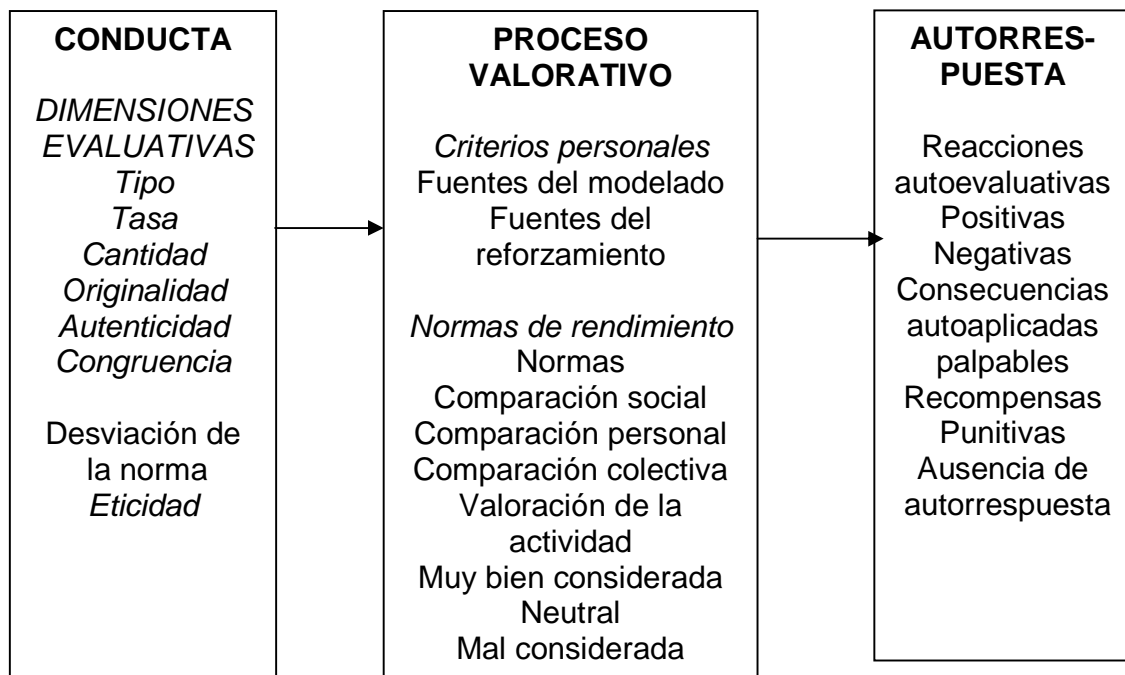 CONDUCTA
DIMENSIONES
EVALUATIVAS
Tipo
Tasa
Cantidad
Originalidad
Autenticidad
Congruencia
Desviación de
la norma
Eticidad
PROCESO
VALORATIVO
Criterios personales
Fuentes del modelado
Fuentes del
reforzamiento
Normas de rendimiento
Normas
Comparación social
Comparación personal
Comparación colectiva
Valoración de la
actividad
Muy bien considerada
Neutral
Mal considerada
AUTORRES-
PUESTA
Reacciones
autoevaluativas
Positivas
Negativas
Consecuencias
autoaplicadas
palpables
Recompensas
Punitivas
Ausencia de
autorrespuesta